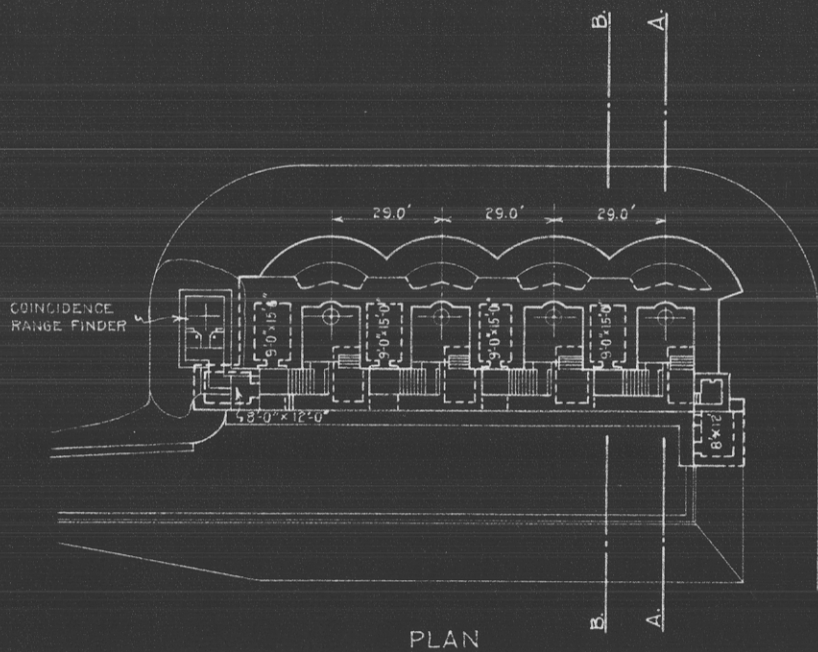 B.
A.
29.0'
29.0'
29.0'
COINCIDENCE
RANGE FINDER
9'-0"x15'-0"
9'-0"x15'-0"
9'-0"x15'-0"
9'-0"x15'-0"
8'-0"x12'-0"
8'x12'
B.
A.
PLAN